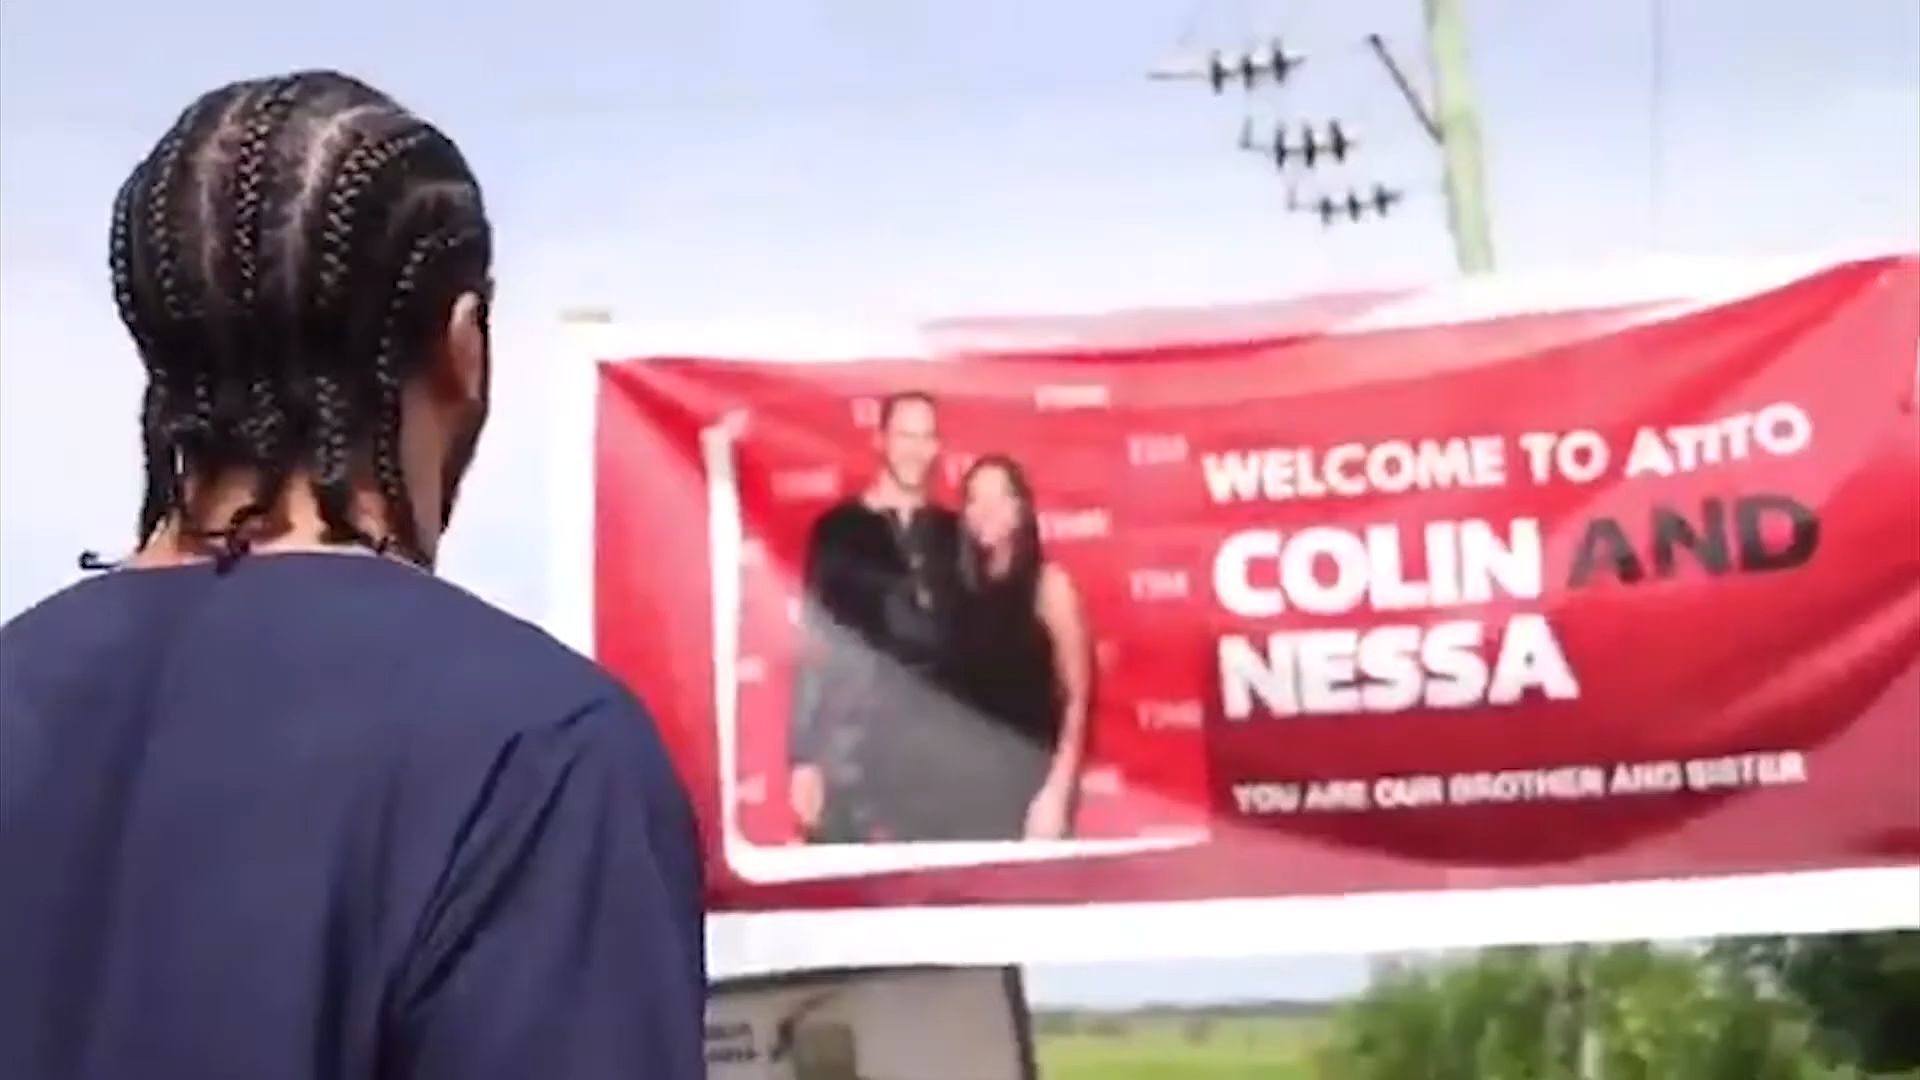 WELCOME TO ATITO
COLIN AND
NESSA
YOU ARE OUR BROTHER AND SISTER